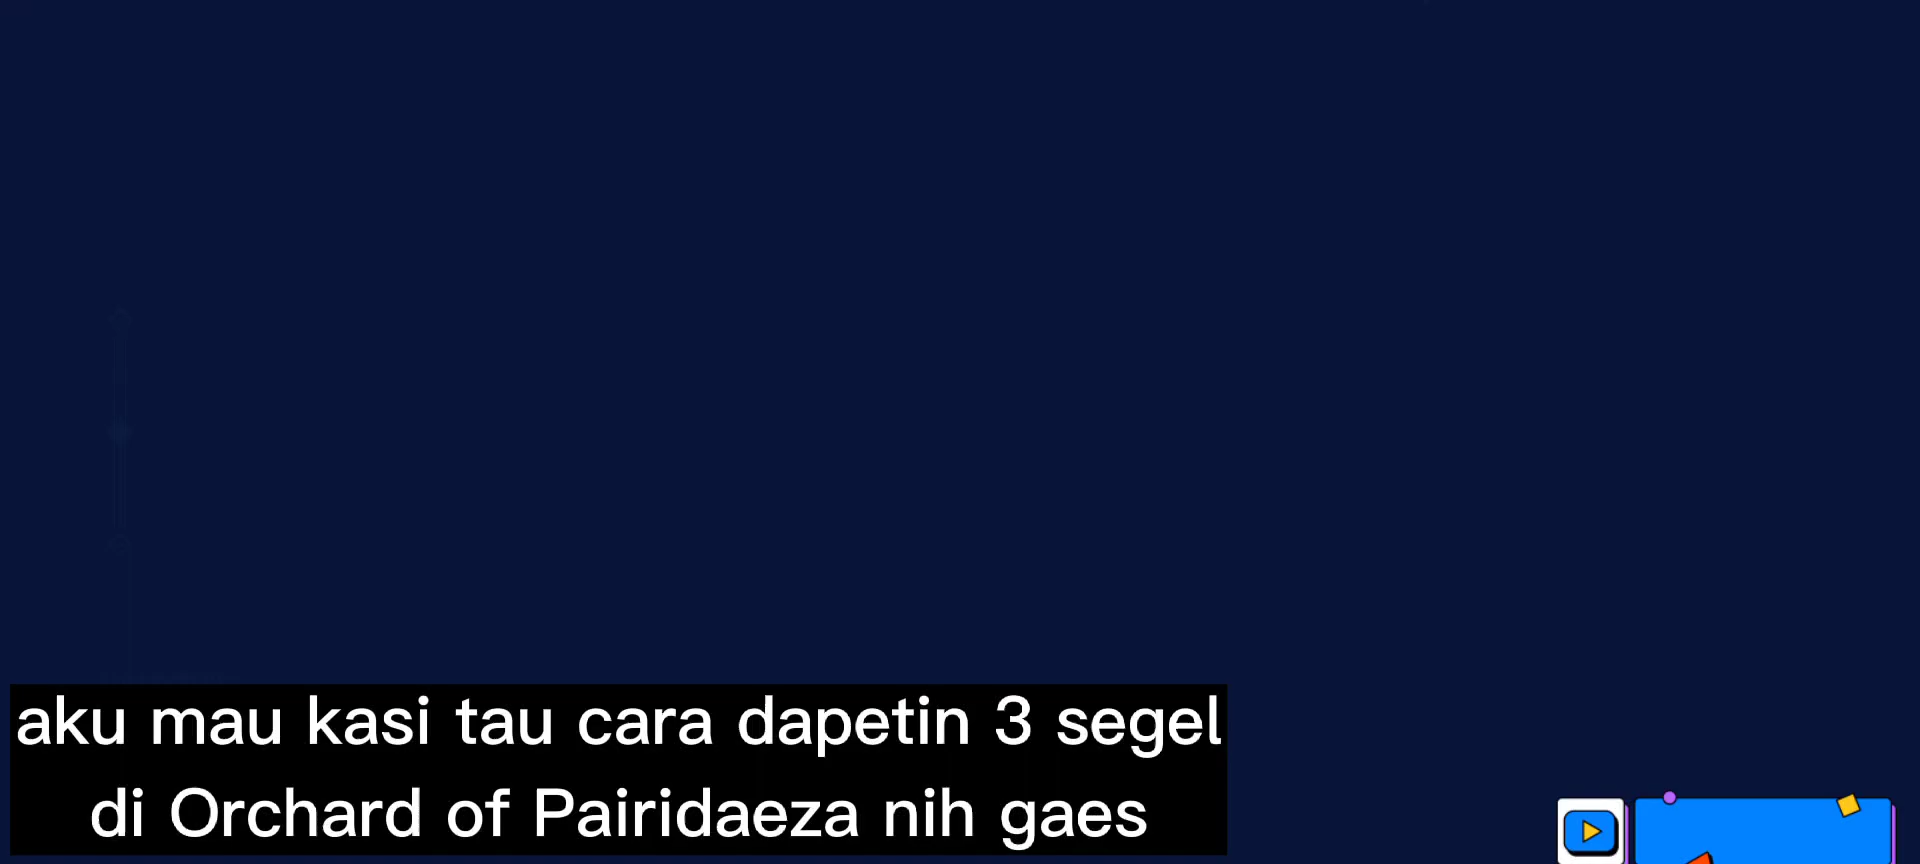 aku mau kasi tau cara dapetin 3 segel
di Orchard of Pairidaeza nih gaes